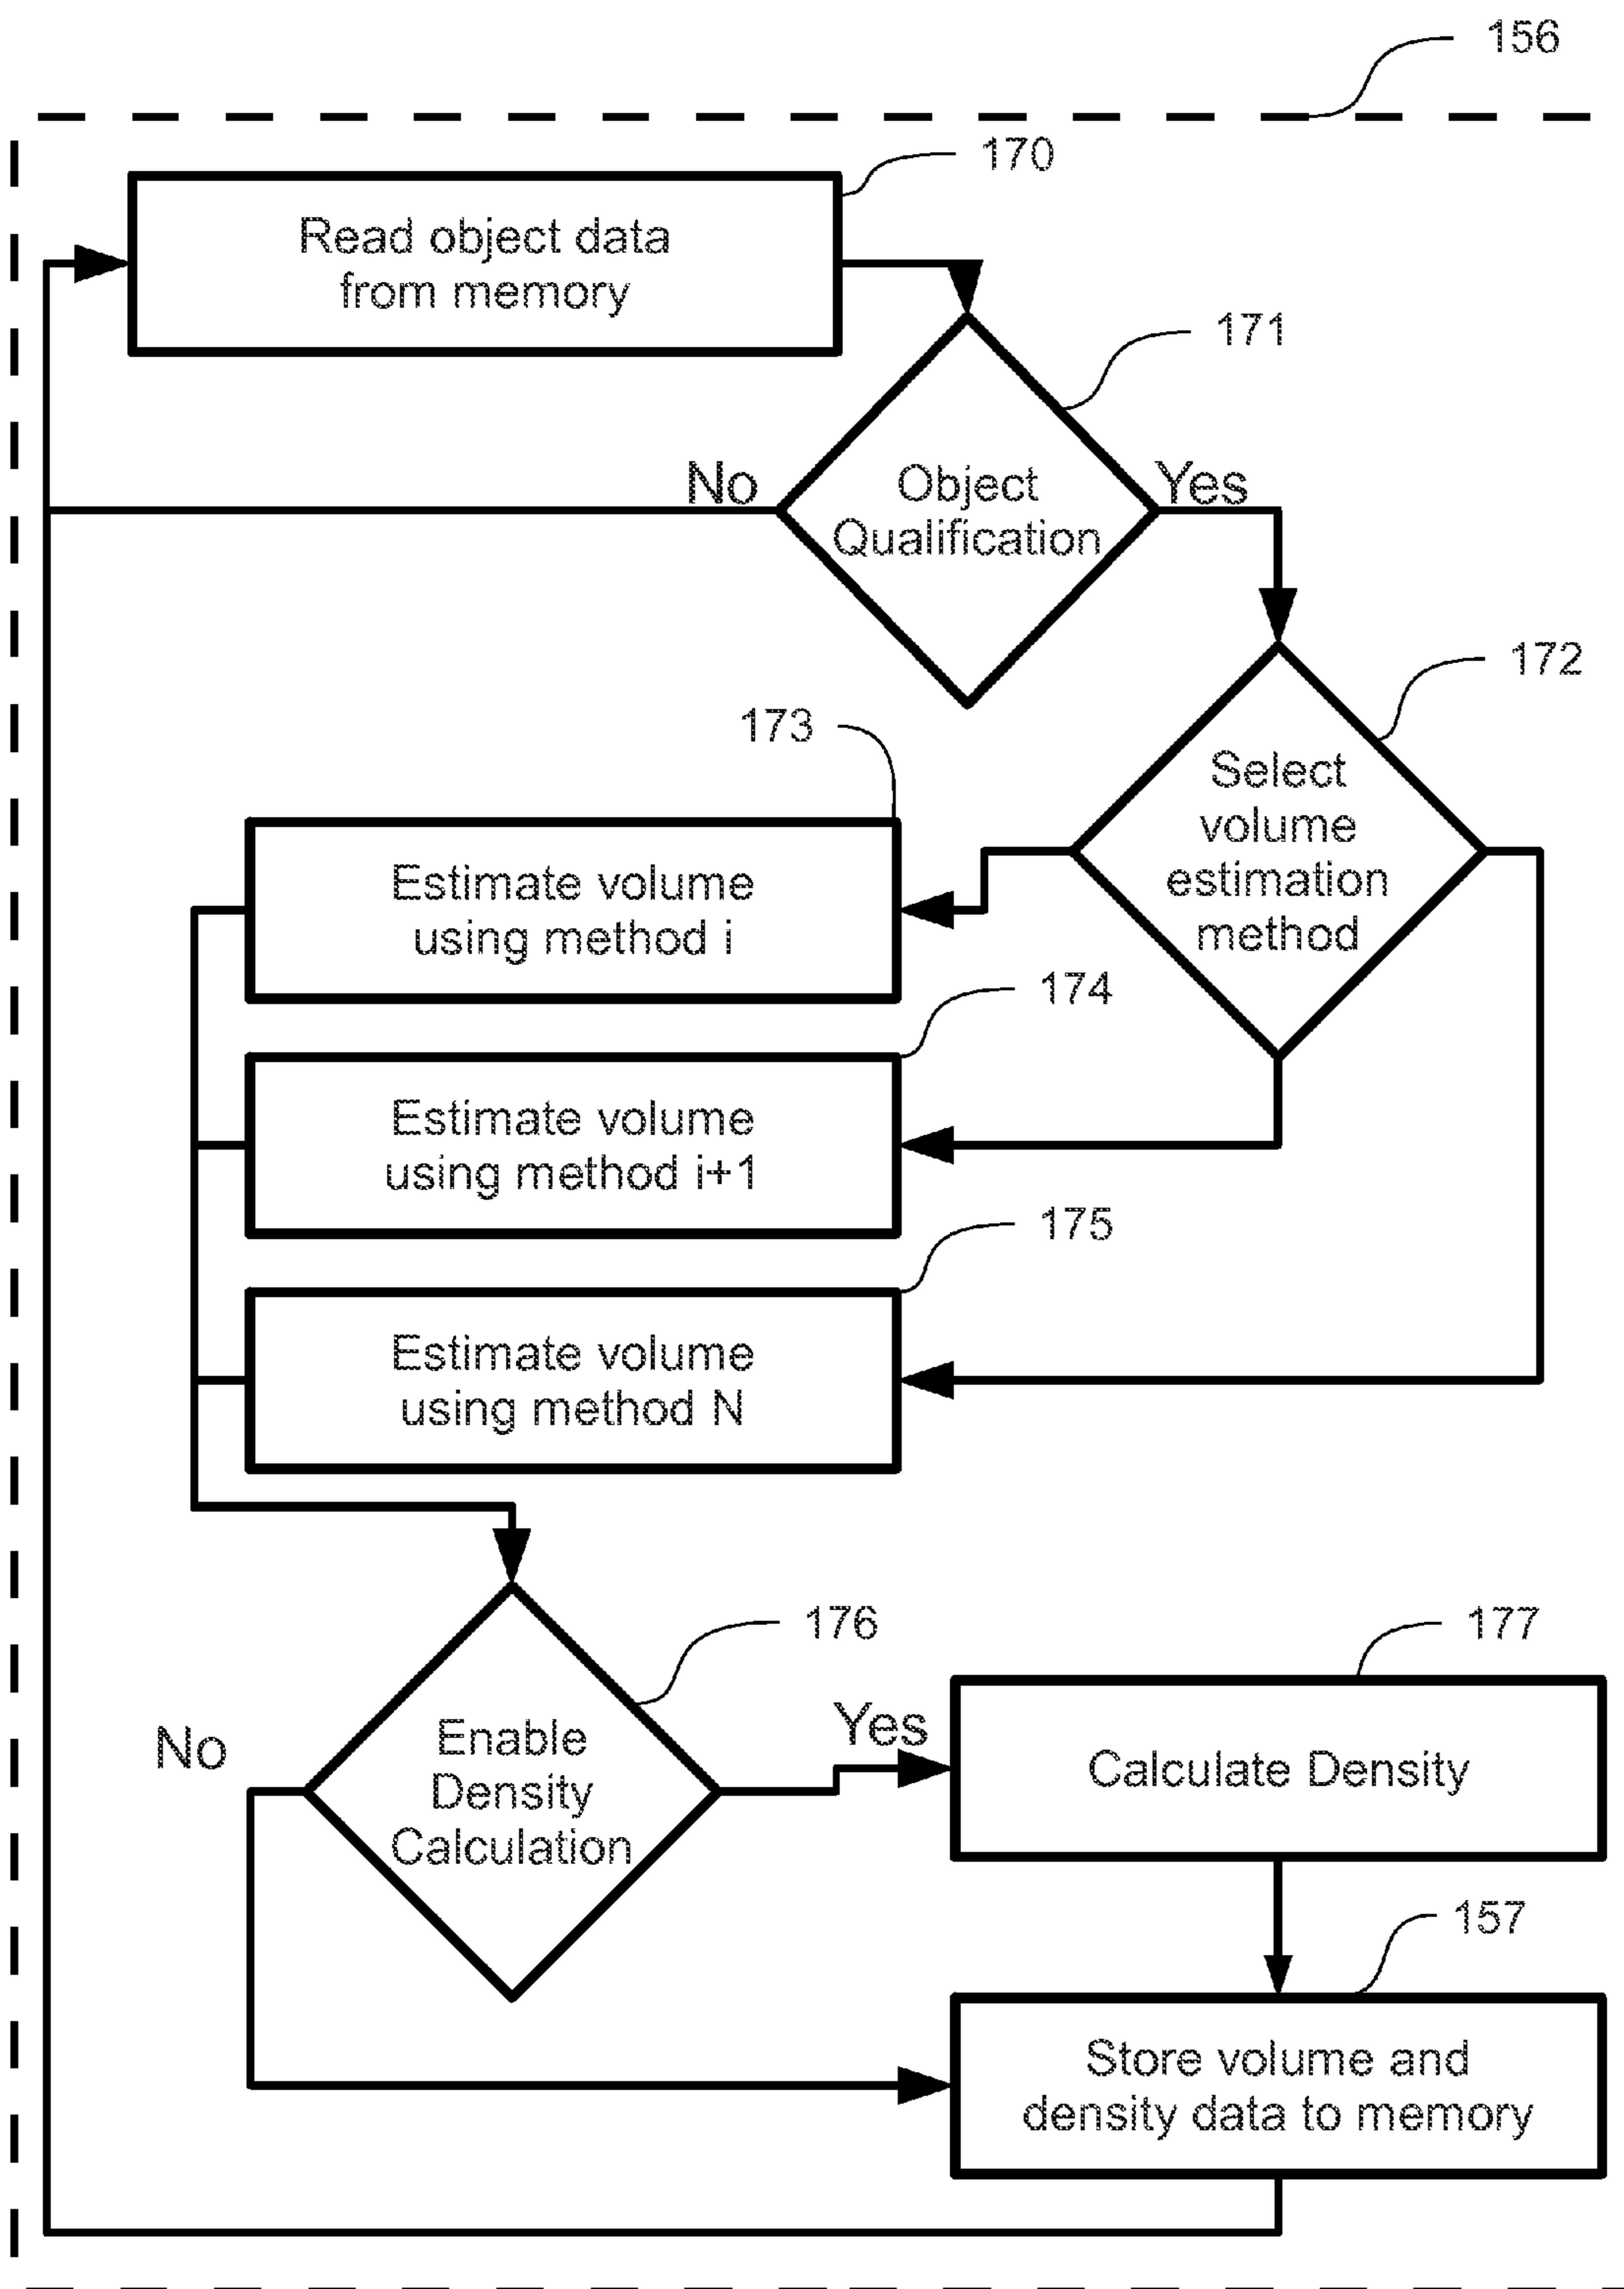 156
170
Read object data
from memory
171
No
Yes
Object
Qualification
172
173
Select
volume
estimation
method
Estimate volume
using method i
174
Estimate volume
using method i+1
175
Estimate volume
using method N
176
177
No
Yes
Enable
Density
Calculation
Calculate Density
157
Store volume and
density data to memory